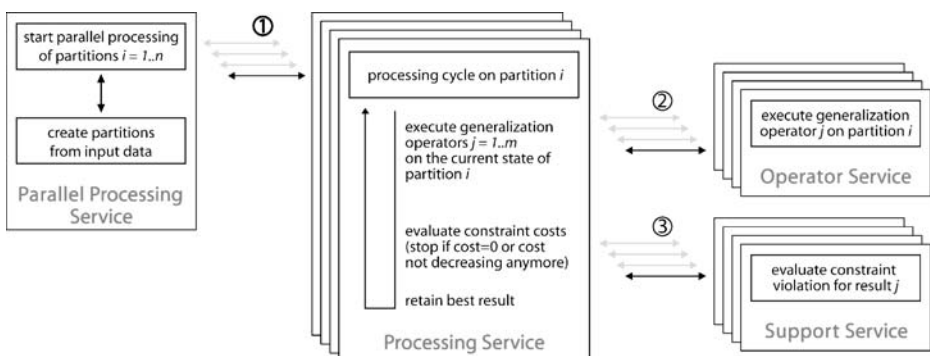 start parallel processing
of partitions i = 1..n
create partitions
from input data
Parallel Processing
Service
①
processing cycle on partition i
execute generalization
operators j = 1..m
on the current state of
partition i
evaluate constraint costs
(stop if cost=0 or cost
not decreasing anymore)
retain best result
Processing Service
②
execute generalization
operator j on partition i
Operator Service
③
evaluate constraint
violation for result j
Support Service